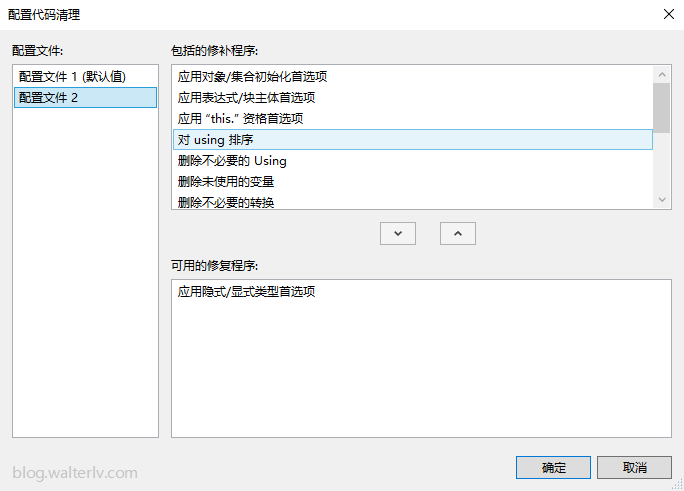 配置代码清理
配置文件:
包括的修补程序:
配置文件 1 (默认值)
配置文件 2
应用对象/集合初始化首选项
应用表达式/块主体首选项
应用 “this.” 资格首选项
对 using 排序
删除不必要的 Using
删除未使用的变量
删除不必要的转换
可用的修复程序:
应用隐式/显式类型首选项
确定
取消
blog.walterlv.com